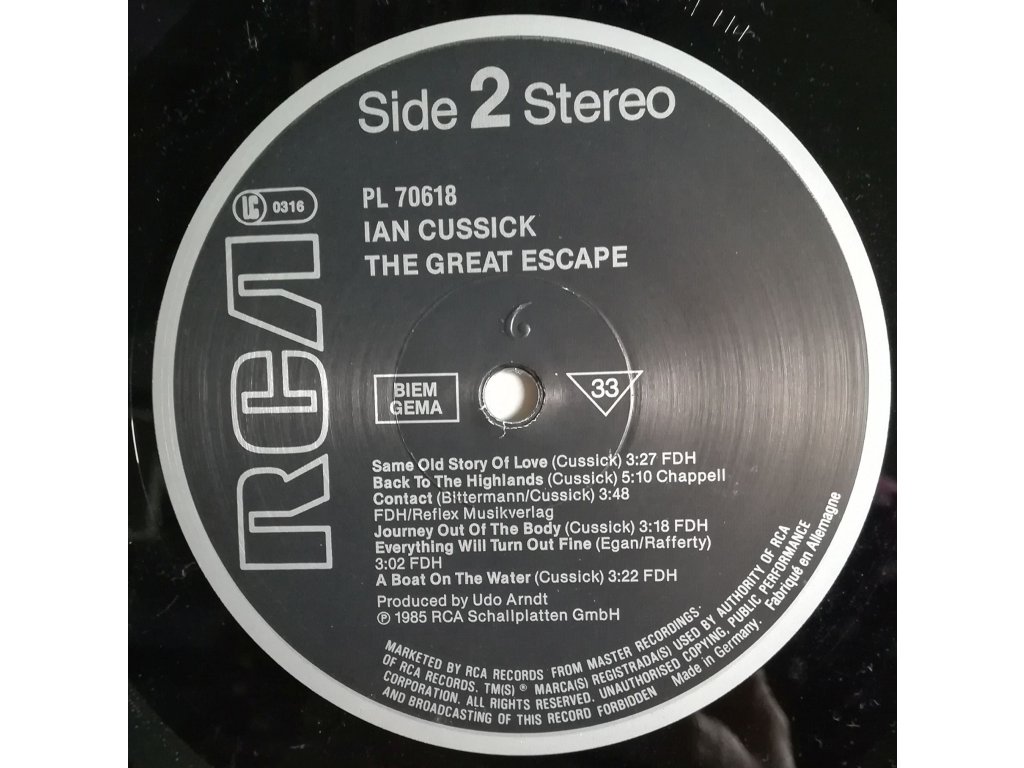 Side 2 Stereo
LC 0316
PL 70618
IAN CUSSICK
THE GREAT ESCAPE
RCA
BIEM
GEMA
33
Same Old Story Of Love (Cussick) 3:27 FDH
Back To The Highlands (Cussick) 5:10 Chappell
Contact (Bittermann/Cussick) 3:48
FDH/Reflex Musikverlag
Journey Out Of The Body (Cussick) 3:18 FDH
Everything Will Turn Out Fine (Egan/Rafferty)
3:02 FDH
A Boat On The Water (Cussick) 3:22 FDH
Produced by Udo Arndt
℗ 1985 RCA Schallplatten GmbH
MARKETED BY RCA RECORDS FROM MASTER RECORDINGS.
OF RCA RECORDS. TM(S) ® MARCA(S) REGISTRADA(S) USED BY AUTHORITY OF RCA
CORPORATION. ALL RIGHTS RESERVED. UNAUTHORISED COPYING, PUBLIC PERFORMANCE
AND BROADCASTING OF THIS RECORD FORBIDDEN Made in Germany. Fabriqué en Allemagne
6